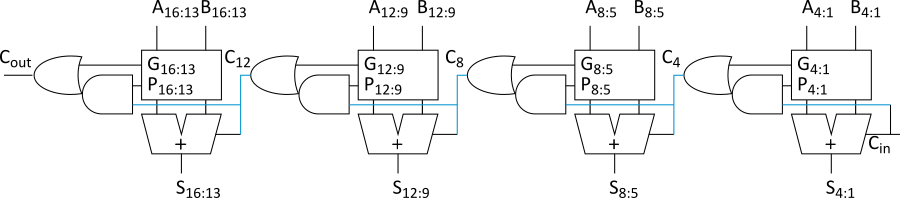 A16:13 B16:13 A12:9 B12:9 A8:5 B8:5 A4:1 B4:1
Cout G16:13 C12 G12:9 C8 G8:5 C4 G4:1
P16:13 P12:9 P8:5 P4:1
+ + + + Cin
S16:13 S12:9 S8:5 S4:1